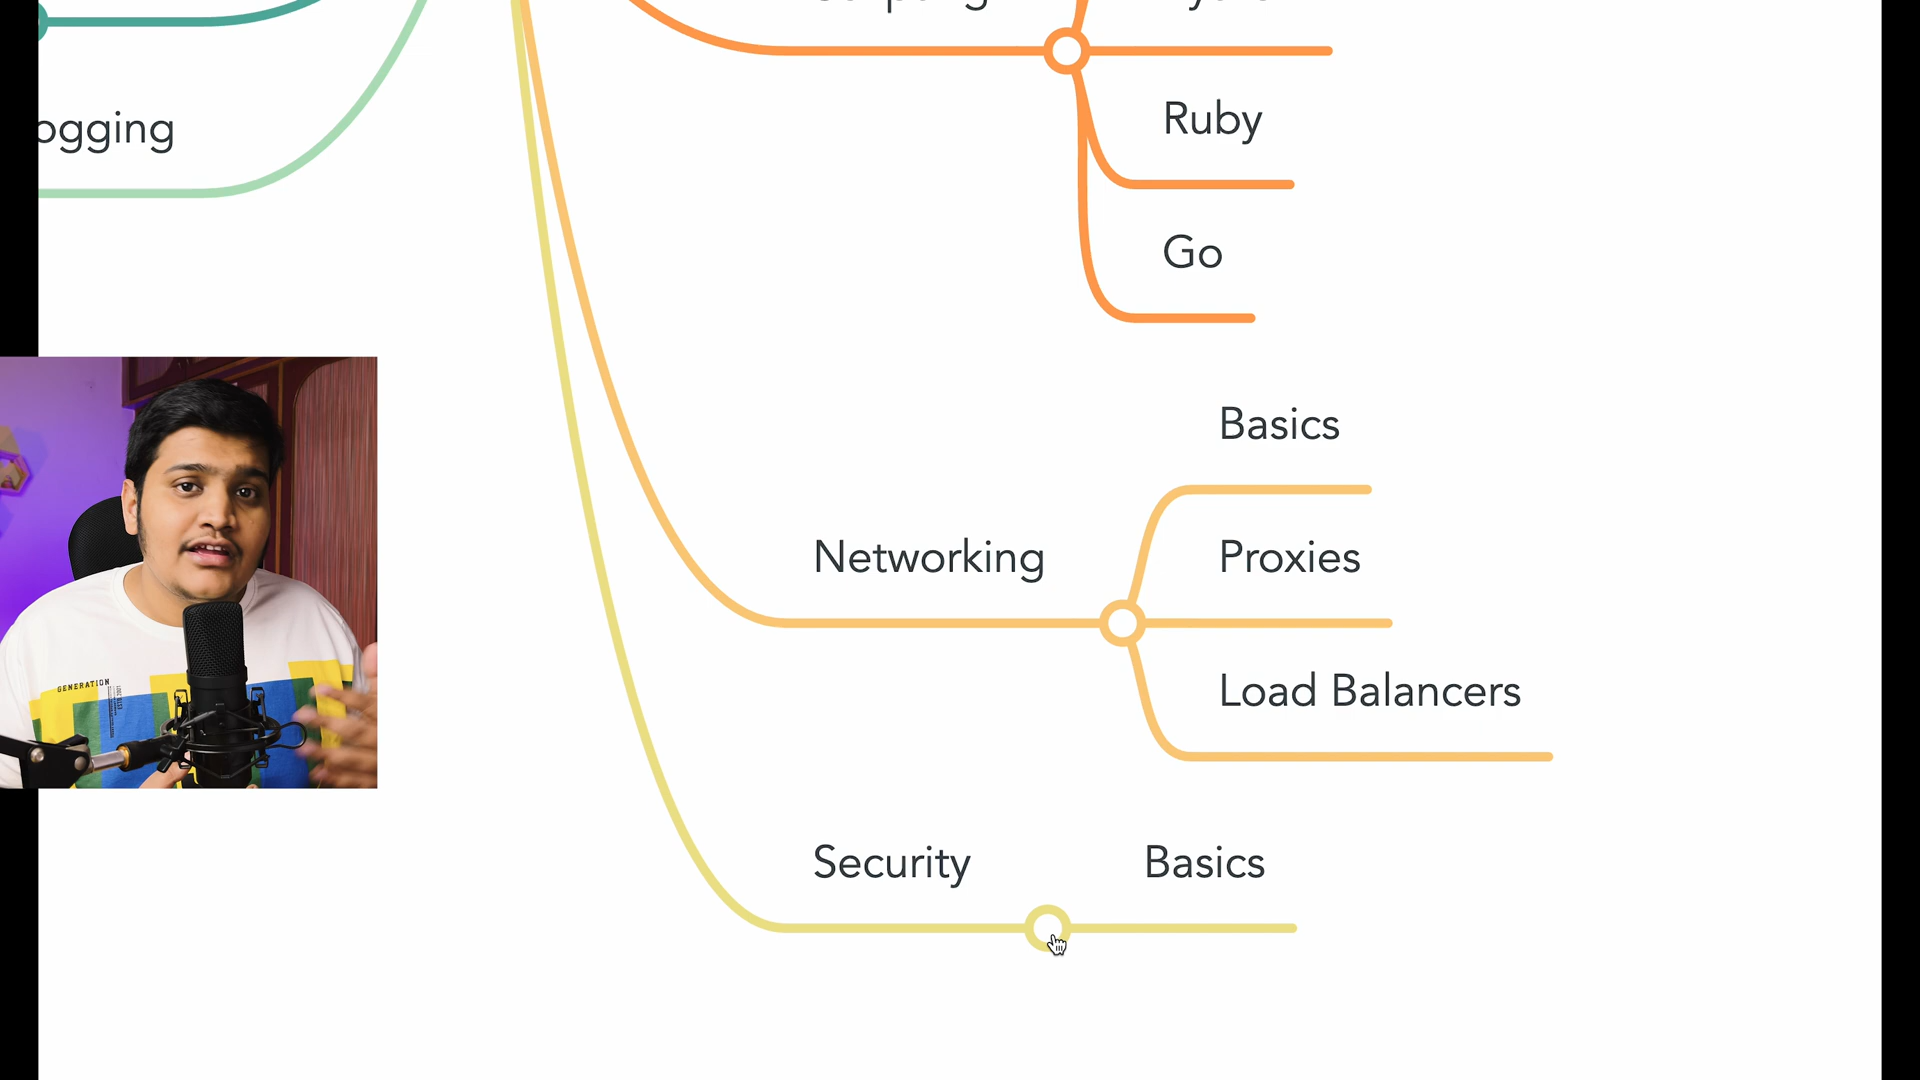 Ruby
ogging
Go
Basics
Networking
Proxies
Load Balancers
Security
Basics
GENERATION